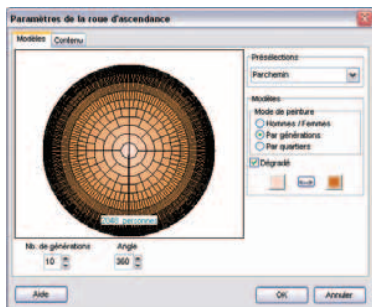 Paramètres de la roue d'ascendance
Modèles Contenu
Présélections
Parchemin
Modèles
Mode de peinture
Hommes / Femmes
Par générations
Par quartiers
Dégradé
personnes
Nb. de générations Angle
10 360
Aide OK Annuler